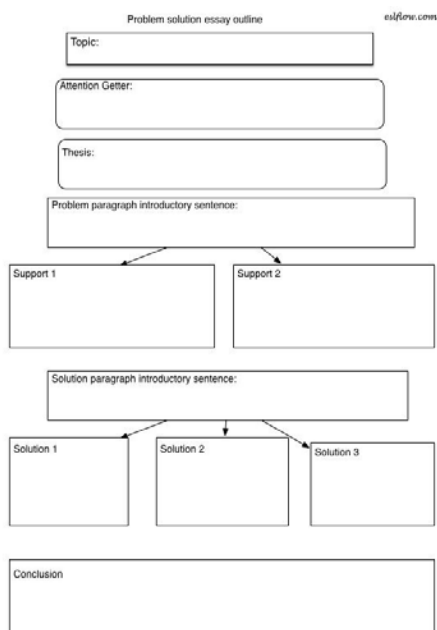 Problem solution essay outline
eslflow.com
Topic:
Attention Getter:
Thesis:
Problem paragraph introductory sentence:
Support 1
Support 2
Solution paragraph introductory sentence:
Solution 1
Solution 2
Solution 3
Conclusion